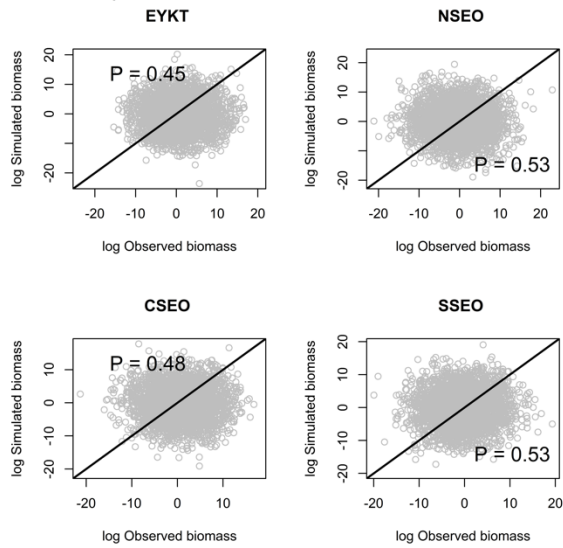 EYKT
log Simulated biomass
20
10
0
-20
P = 0.45
-20 -10 0 10 20
log Observed biomass
NSEO
log Simulated biomass
20
10
0
-20
P = 0.53
-20 -10 0 10 20
log Observed biomass
CSEO
log Simulated biomass
10
0
-10
-20
P = 0.48
-20 -10 0 10
log Observed biomass
SSEO
log Simulated biomass
20
10
0
-10
-20
P = 0.53
-20 -10 0 10 20
log Observed biomass